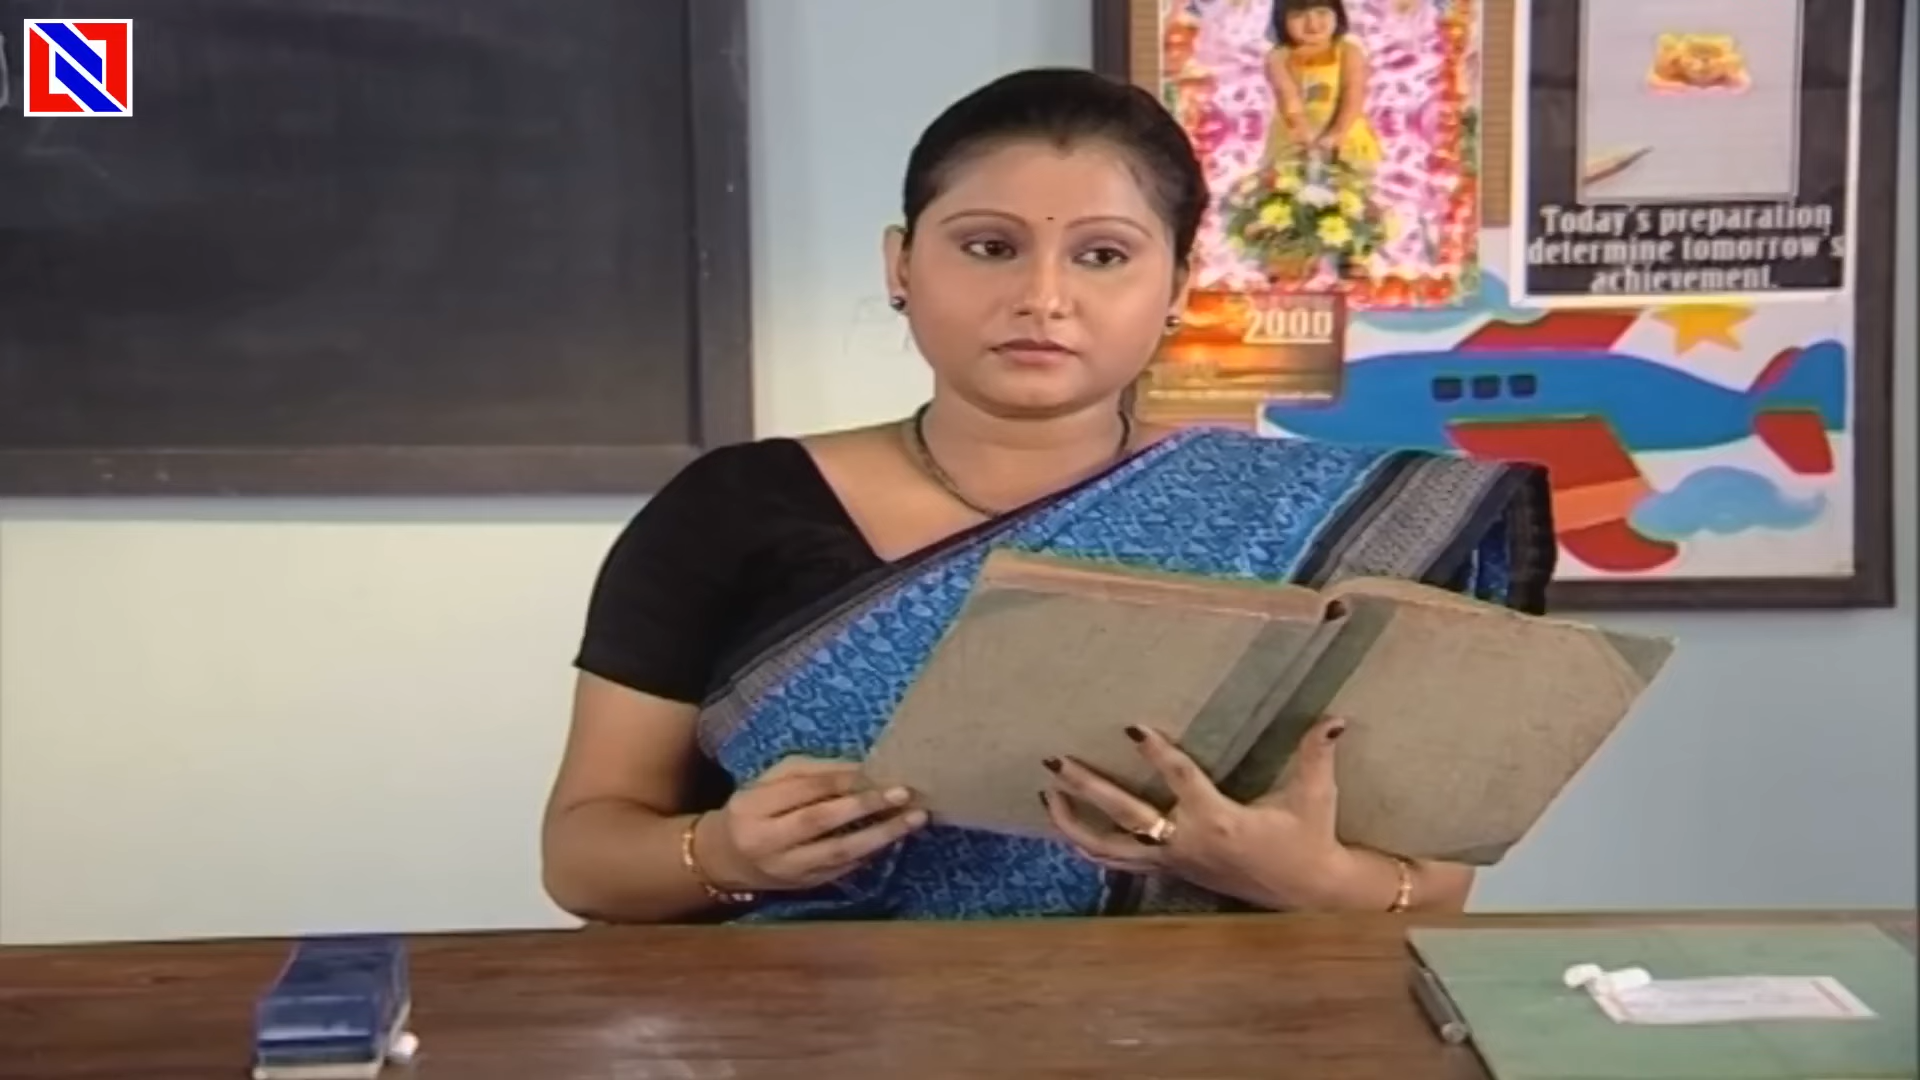 Today's preparation
determine tomorrow's
achievement.
2000